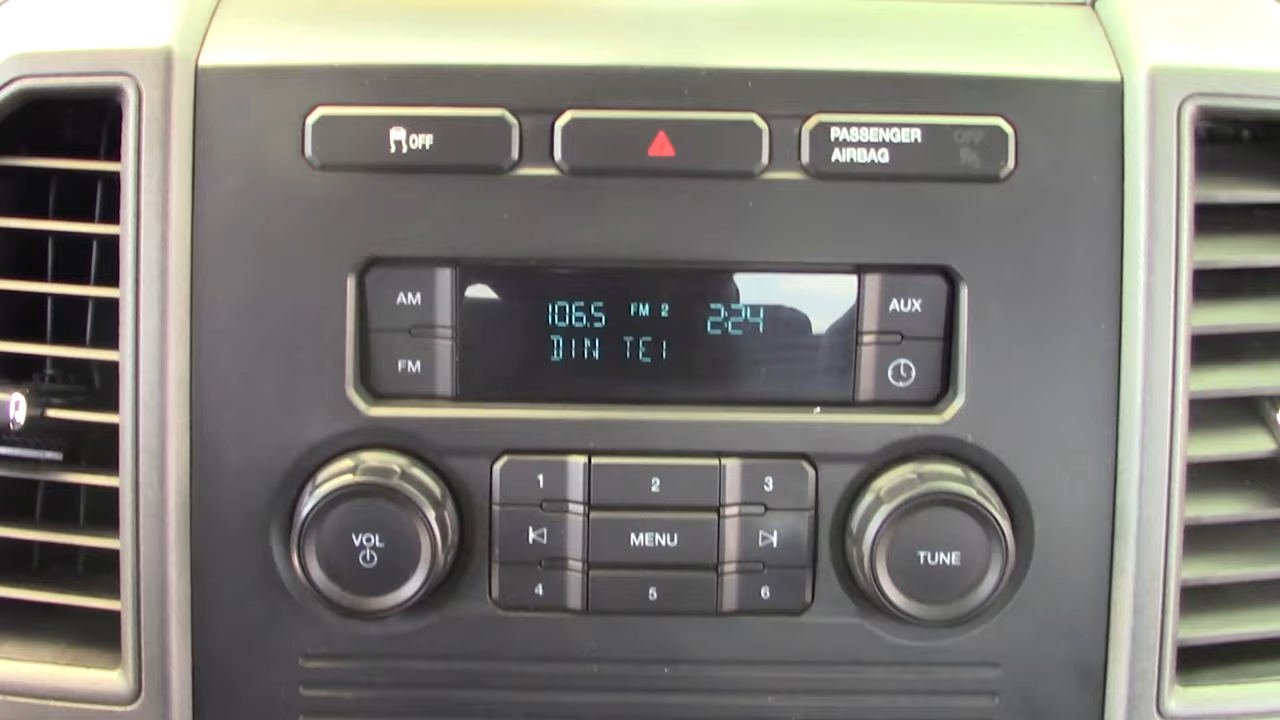 OFF
PASSENGER OFF
AIRBAG
AM
106.5 FM 2 2:24
AUX
FM
1 2 3
VOL
MENU
TUNE
4 5 6